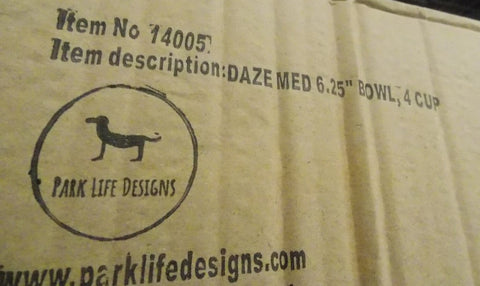 Item No 14005
Item description:DAZE MED 6.25" BOWL, 4 CUP
PARK LIFE DESIGNS
www.parklifedesigns.com